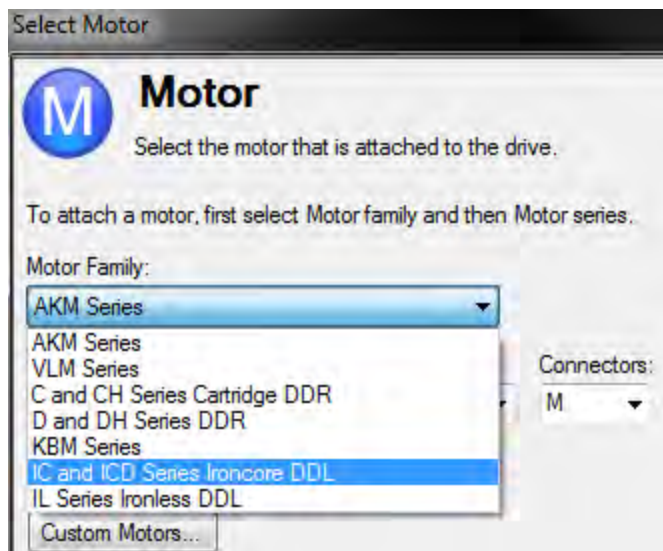 Select Motor
M
Motor
Select the motor that is attached to the drive.
To attach a motor, first select Motor family and then Motor series.
Motor Family:
AKM Series
AKM Series
VLM Series
C and CH Series Cartridge DDR
D and DH Series DDR
KBM Series
IC and ICD Series Ironcore DDL
IL Series Ironless DDL
Connectors:
M
Custom Motors...